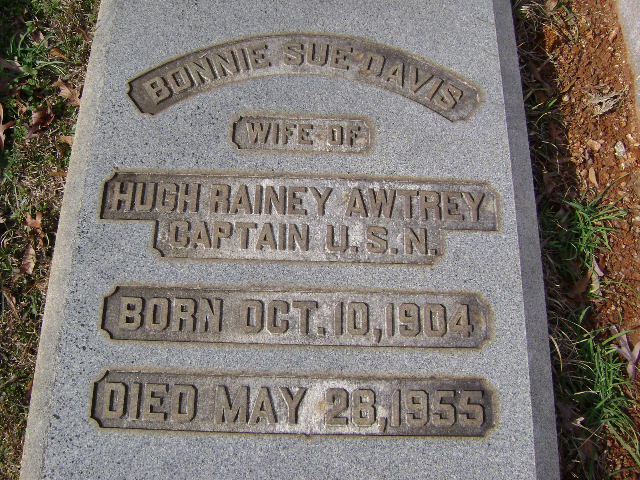 BONNIE SUE DAVIS
WIFE OF
HUGH RAINEY AWTREY
CAPTAIN U.S.N.
BORN OCT. 10, 1904
DIED MAY 28, 1955